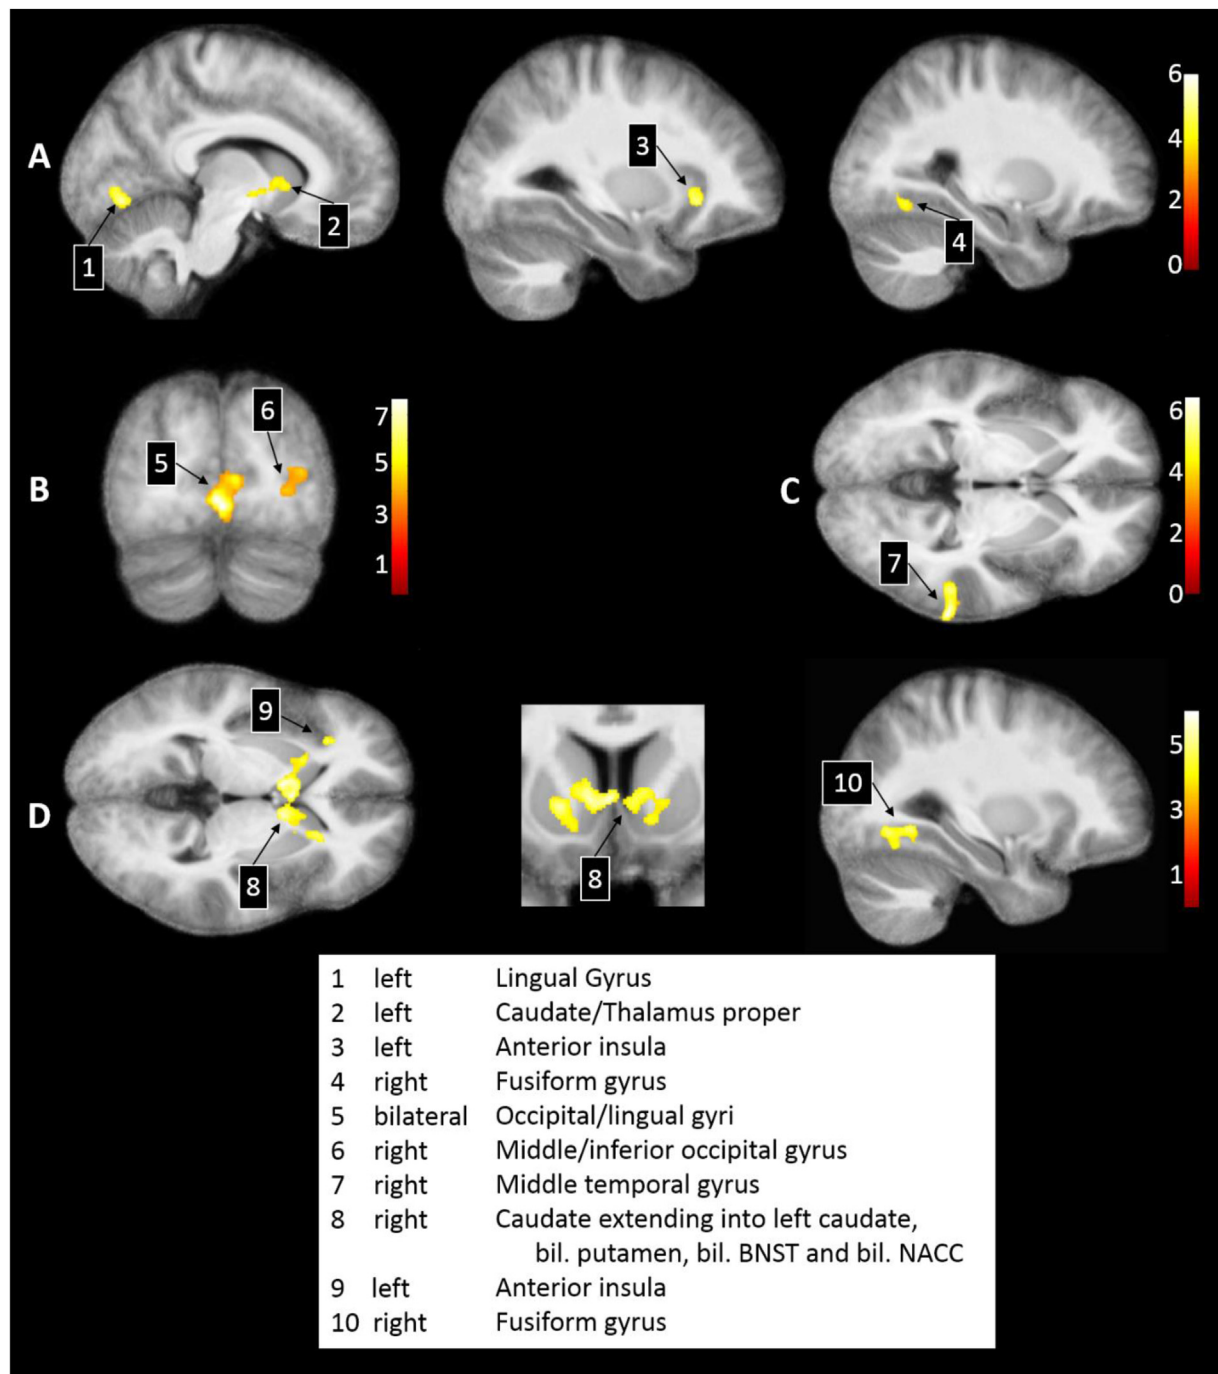 A
1
2
3
4
6
4
2
0
B
5
6
7
5
3
1
C
7
6
4
2
0
D
9
8
8
10
5
3
1
1 left Lingual Gyrus
2 left Caudate/Thalamus proper
3 left Anterior insula
4 right Fusiform gyrus
5 bilateral Occipital/lingual gyri
6 right Middle/inferior occipital gyrus
7 right Middle temporal gyrus
8 right Caudate extending into left caudate,
bil. putamen, bil. BNST and bil. NACC
9 left Anterior insula
10 right Fusiform gyrus